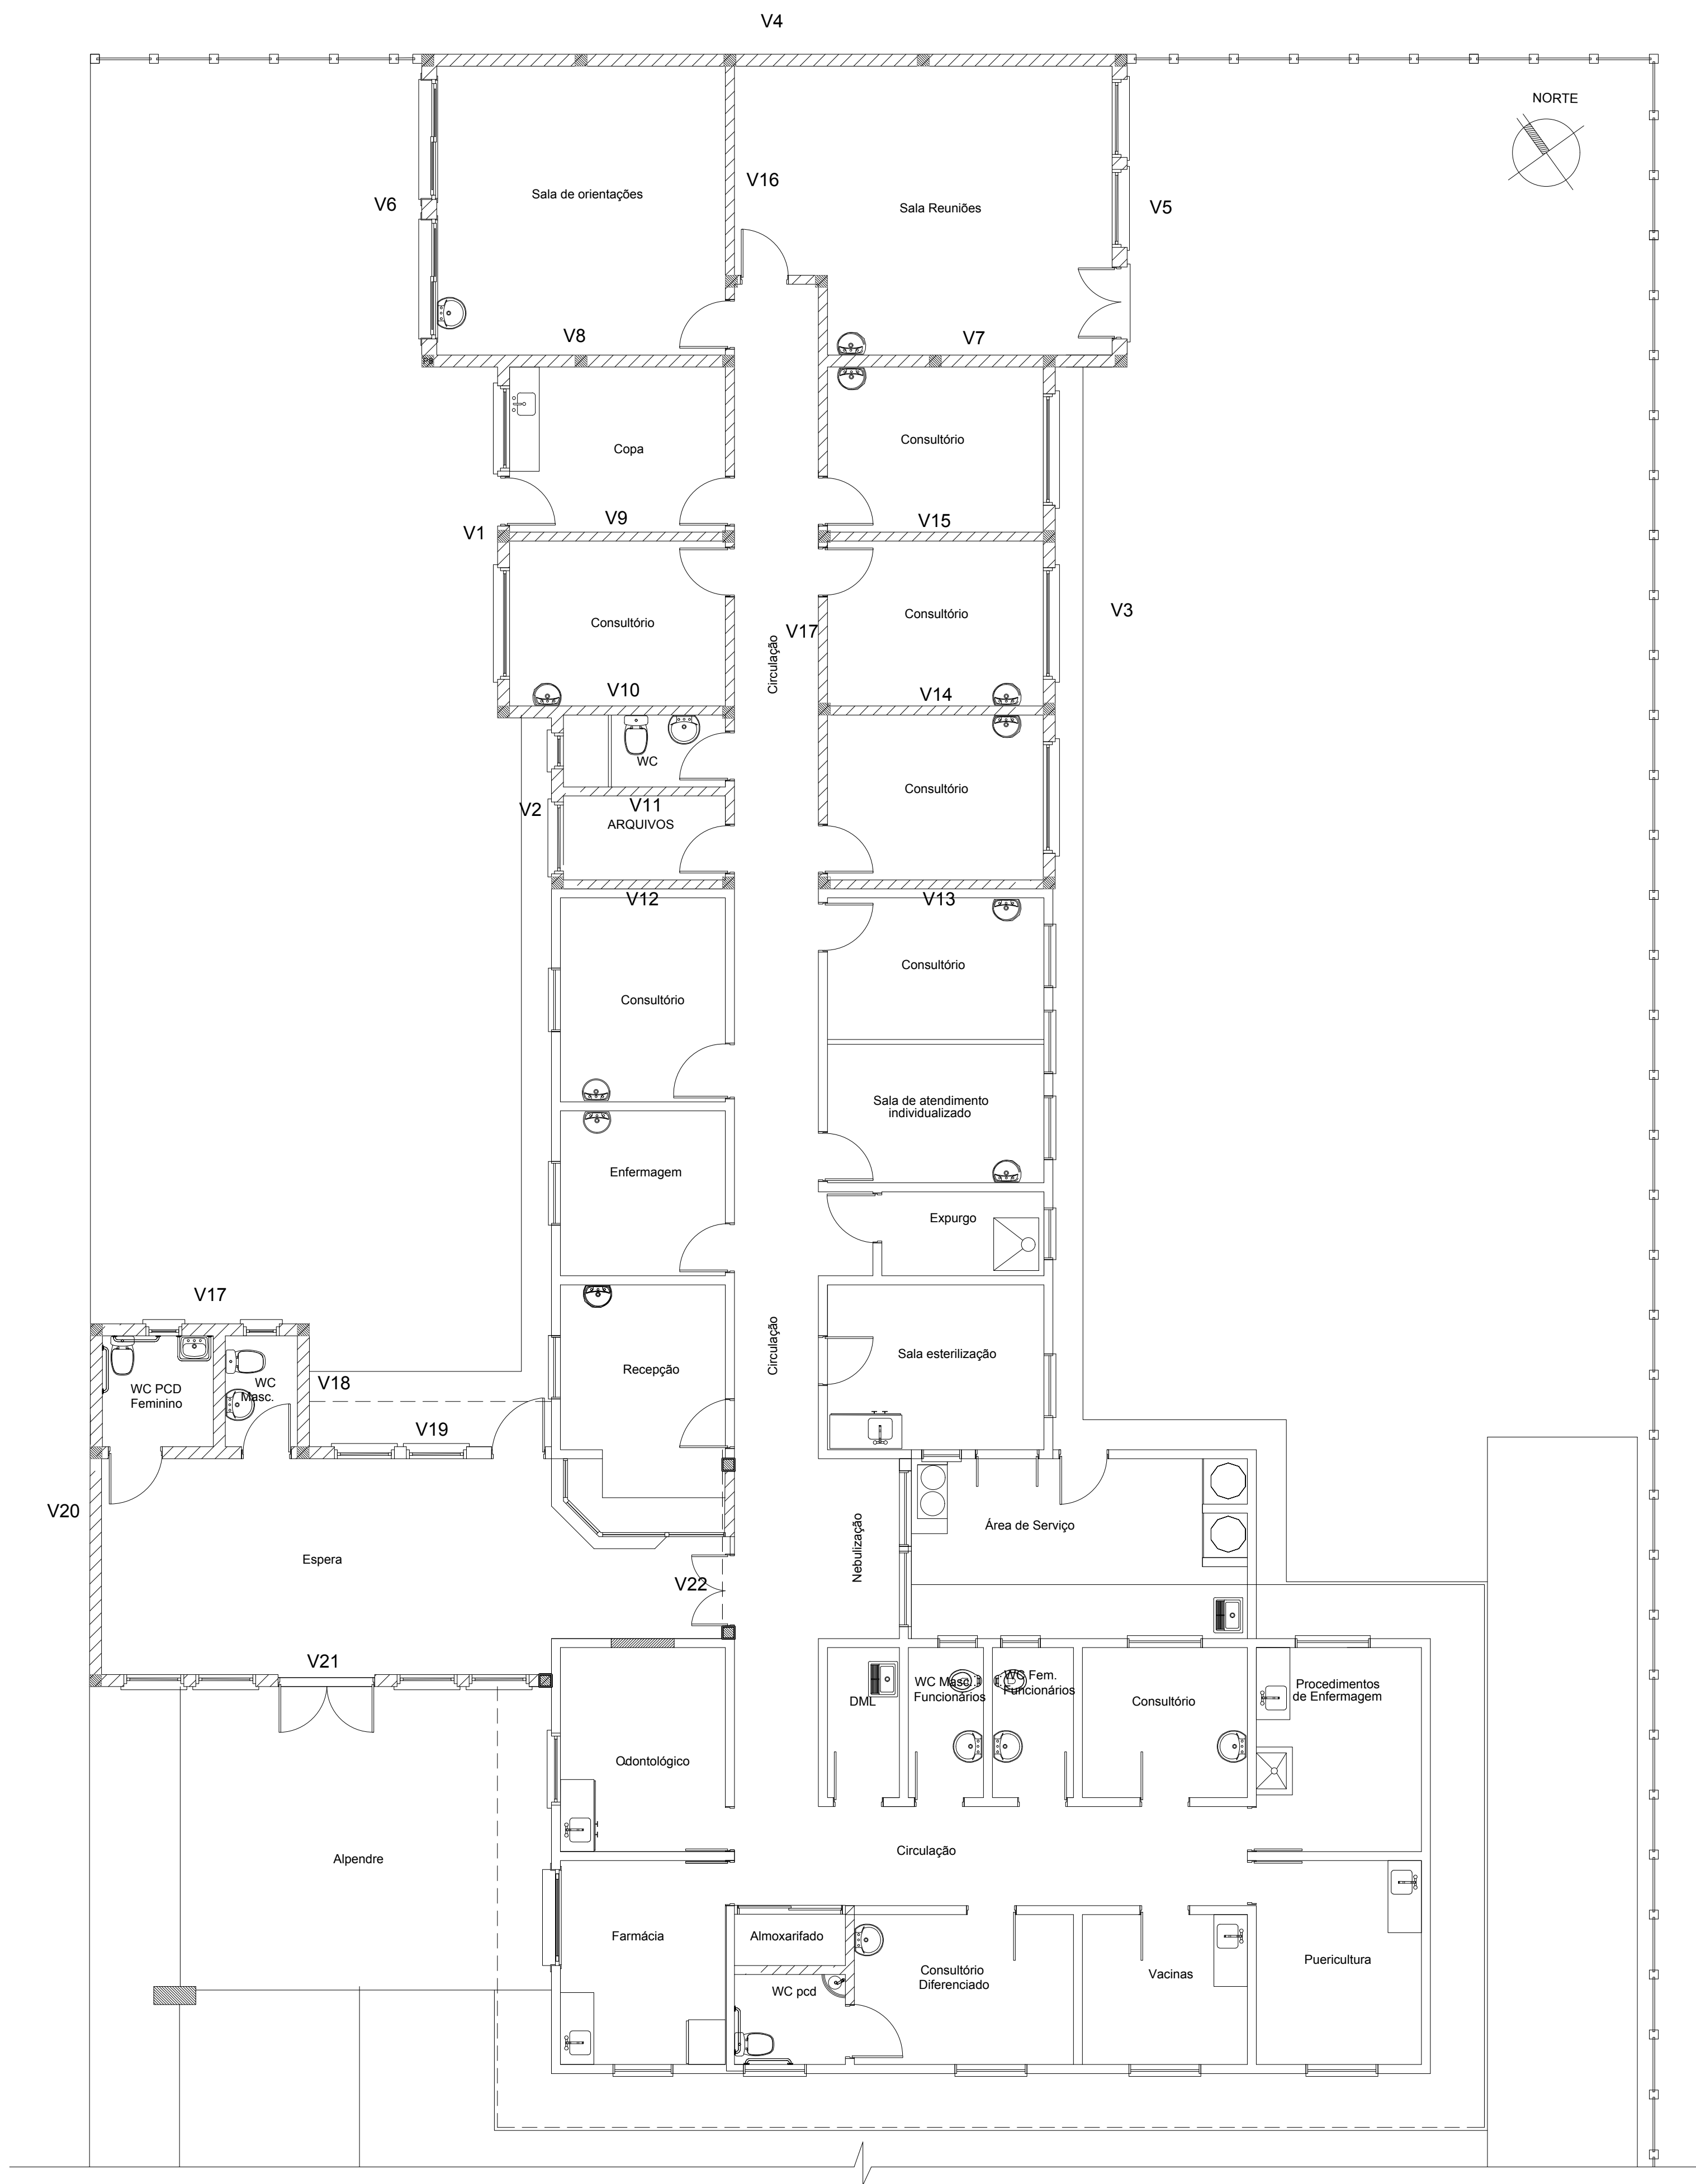 V4
NORTE
V16
Sala de orientações
V6
Sala Reuniões
V5
V8
V7
Consultório
Copa
V9
V15
V1
Consultório
Consultório
V17
V3
Circulação
V10
V14
WC
Consultório
V2
V11
ARQUIVOS
V12
V13
Consultório
Consultório
Sala de atendimento
individualizado
Enfermagem
Expurgo
V17
Circulação
Sala esterilização
Recepção
WC PCD
Feminino
WC
Masc.
V18
V19
V20
Nebulização
Área de Serviço
Espera
V22
V21
DML
WC Masc.
Funcionários
WC Fem.
Funcionários
Consultório
Procedimentos
de Enfermagem
Odontológico
Circulação
Alpendre
Farmácia
Almoxarifado
Consultório
Diferenciado
Vacinas
Puericultura
WC pcd